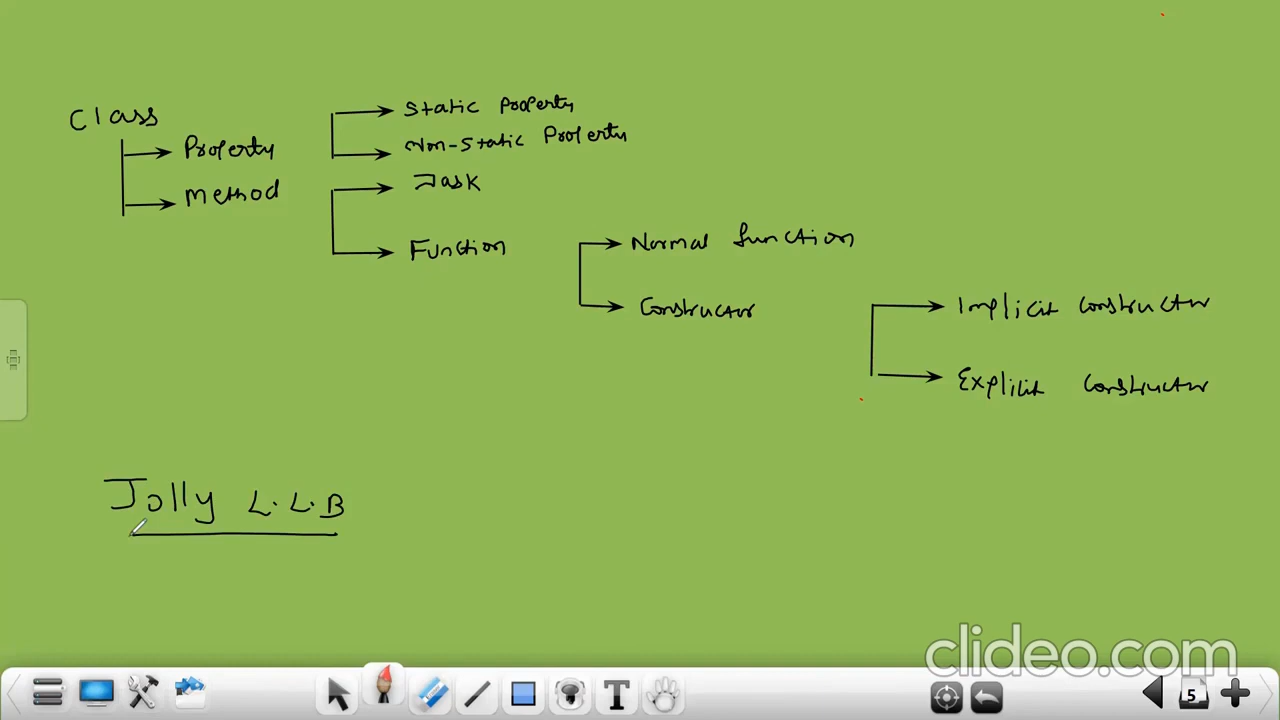 Class
Property
Method
Static Property
Non-Static Property
Task
Function
Normal function
Constructor
Implicit constructor
Explicit constructor
Jolly L.L.B
clideo.com
5